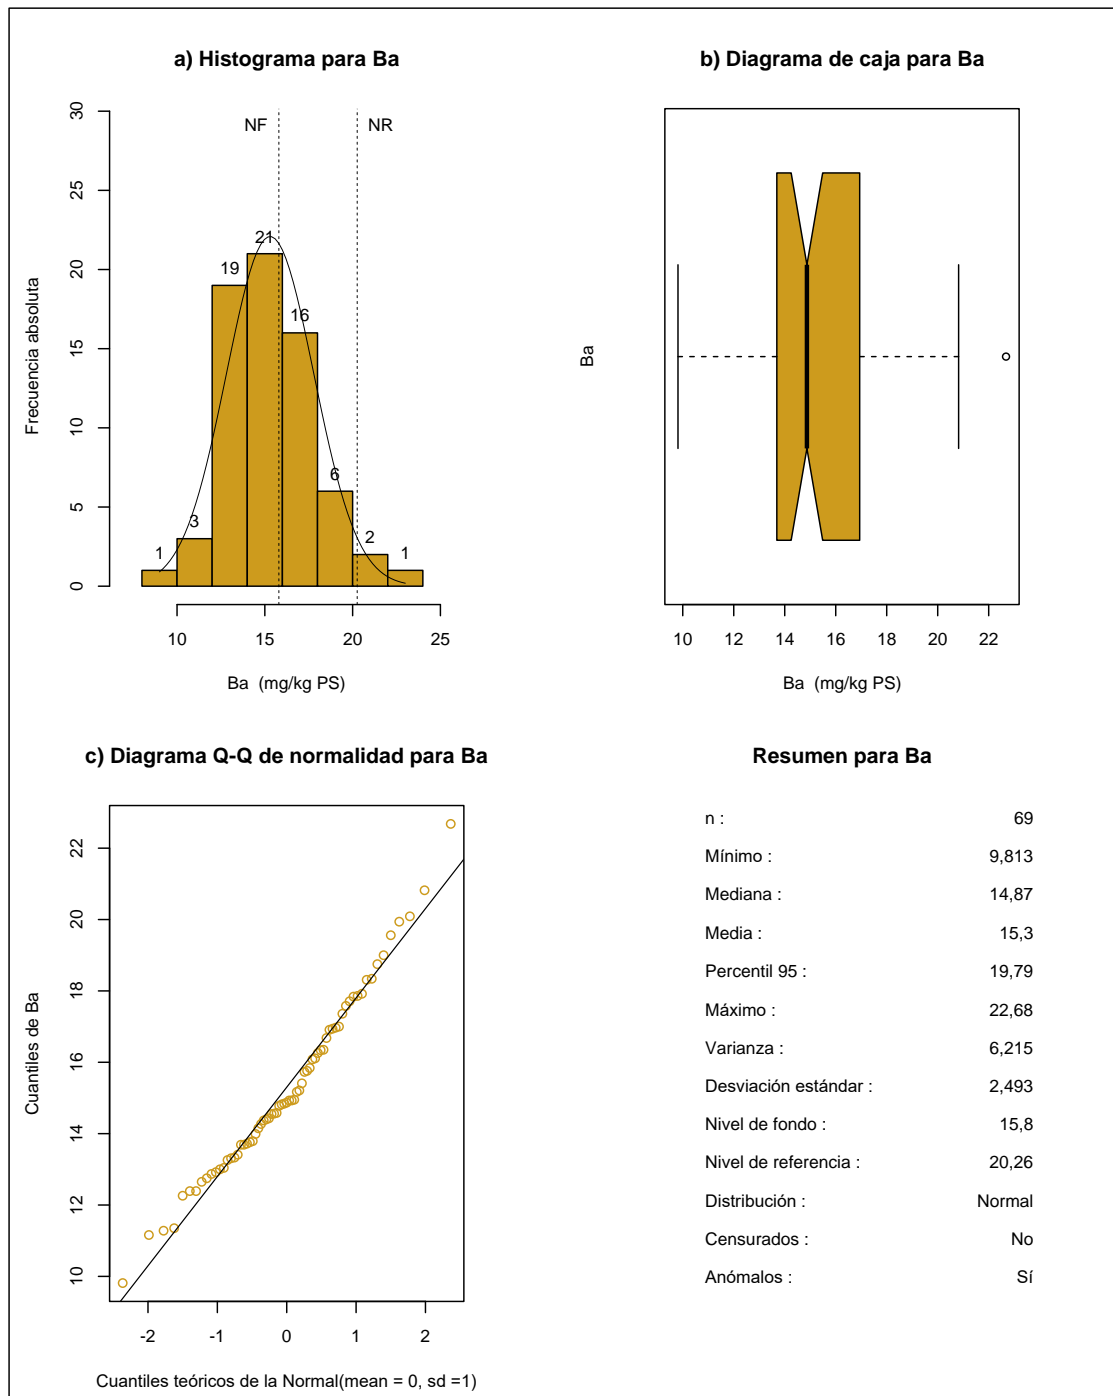 a) Histograma para Ba
30
25
20
15
10
5
0
Frecuencia absoluta
NF
NR
1
3
19
21
16
6
2
1
10 15 20 25
Ba (mg/kg PS)
b) Diagrama de caja para Ba
Ba
10 12 14 16 18 20 22
Ba (mg/kg PS)
c) Diagrama Q-Q de normalidad para Ba
22
20
18
16
14
12
10
Cuantiles de Ba
-2 -1 0 1 2
Cuantiles teóricos de la Normal(mean = 0, sd =1)
Resumen para Ba
n : 69
Mínimo : 9,813
Mediana : 14,87
Media : 15,3
Percentil 95 : 19,79
Máximo : 22,68
Varianza : 6,215
Desviación estándar : 2,493
Nivel de fondo : 15,8
Nivel de referencia : 20,26
Distribución : Normal
Censurados : No
Anómalos : Sí